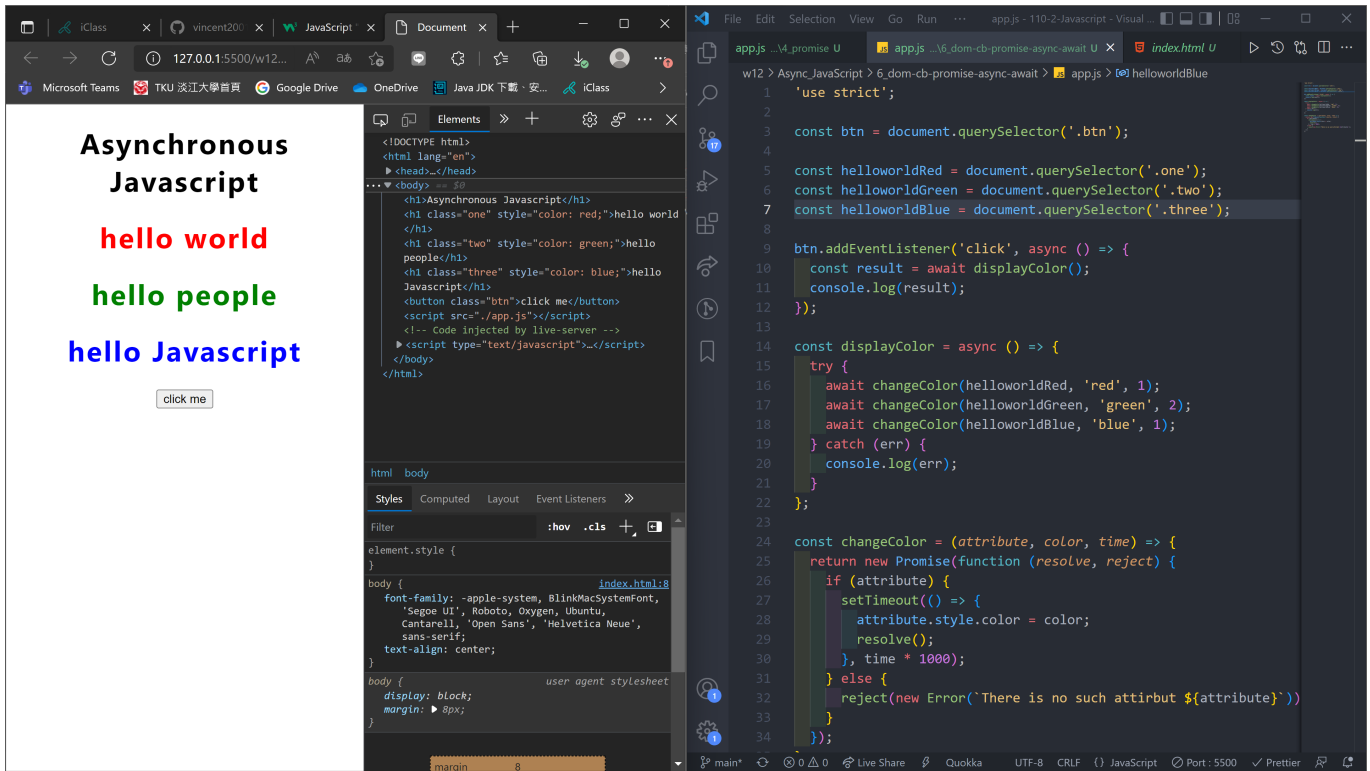 iClass
vincent200
JavaScript
Document
127.0.0.1:5500/w12...
Microsoft Teams
TKU 淡江大學首頁
Google Drive
OneDrive
Java JDK 下載 · 安...
iClass
Asynchronous
Javascript
hello world
hello people
hello Javascript
click me
Elements
<!DOCTYPE html>
<html lang="en">
<head>…</head>
<body> == $0
<h1>Asynchronous Javascript</h1>
<h1 class="one" style="color: red;">hello world
</h1>
<h1 class="two" style="color: green;">hello
people</h1>
<h1 class="three" style="color: blue;">hello
Javascript</h1>
<button class="btn">click me</button>
<script src="./app.js"></script>
<!-- Code injected by live-server -->
<script type="text/javascript">…</script>
</body>
</html>
html body
Styles Computed Layout Event Listeners
Filter :hov .cls
element.style {
}
body { index.html:8
font-family: -apple-system, BlinkMacSystemFont,
'Segoe UI', Roboto, Oxygen, Ubuntu,
Cantarell, 'Open Sans', 'Helvetica Neue',
sans-serif;
text-align: center;
}
body { user agent stylesheet
display: block;
margin: 8px;
}
margin 8
File Edit Selection View Go Run ··· app.js - 110-2-Javascript - Visual ...
app.js ...\4_promise U
JS app.js ...\6_dom-cb-promise-async-await U
index.html U
w12 > Async_JavaScript > 6_dom-cb-promise-async-await > JS app.js > helloworldBlue
17
1
1
1 'use strict';
2
3 const btn = document.querySelector('.btn');
4
5 const helloworldRed = document.querySelector('.one');
6 const helloworldGreen = document.querySelector('.two');
7 const helloworldBlue = document.querySelector('.three');
8
9 btn.addEventListener('click', async () => {
10 const result = await displayColor();
11 console.log(result);
12 });
13
14 const displayColor = async () => {
15 try {
16 await changeColor(helloworldRed, 'red', 1);
17 await changeColor(helloworldGreen, 'green', 2);
18 await changeColor(helloworldBlue, 'blue', 1);
19 } catch (err) {
20 console.log(err);
21 }
22 };
23
24 const changeColor = (attribute, color, time) => {
25 return new Promise(function (resolve, reject) {
26 if (attribute) {
27 setTimeout(() => {
28 attribute.style.color = color;
29 resolve();
30 }, time * 1000);
31 } else {
32 reject(new Error(`There is no such attirbut ${attribute}`))
33 }
34 });
main* 0 0 Live Share Quokka UTF-8 CRLF {} JavaScript Port : 5500 Prettier